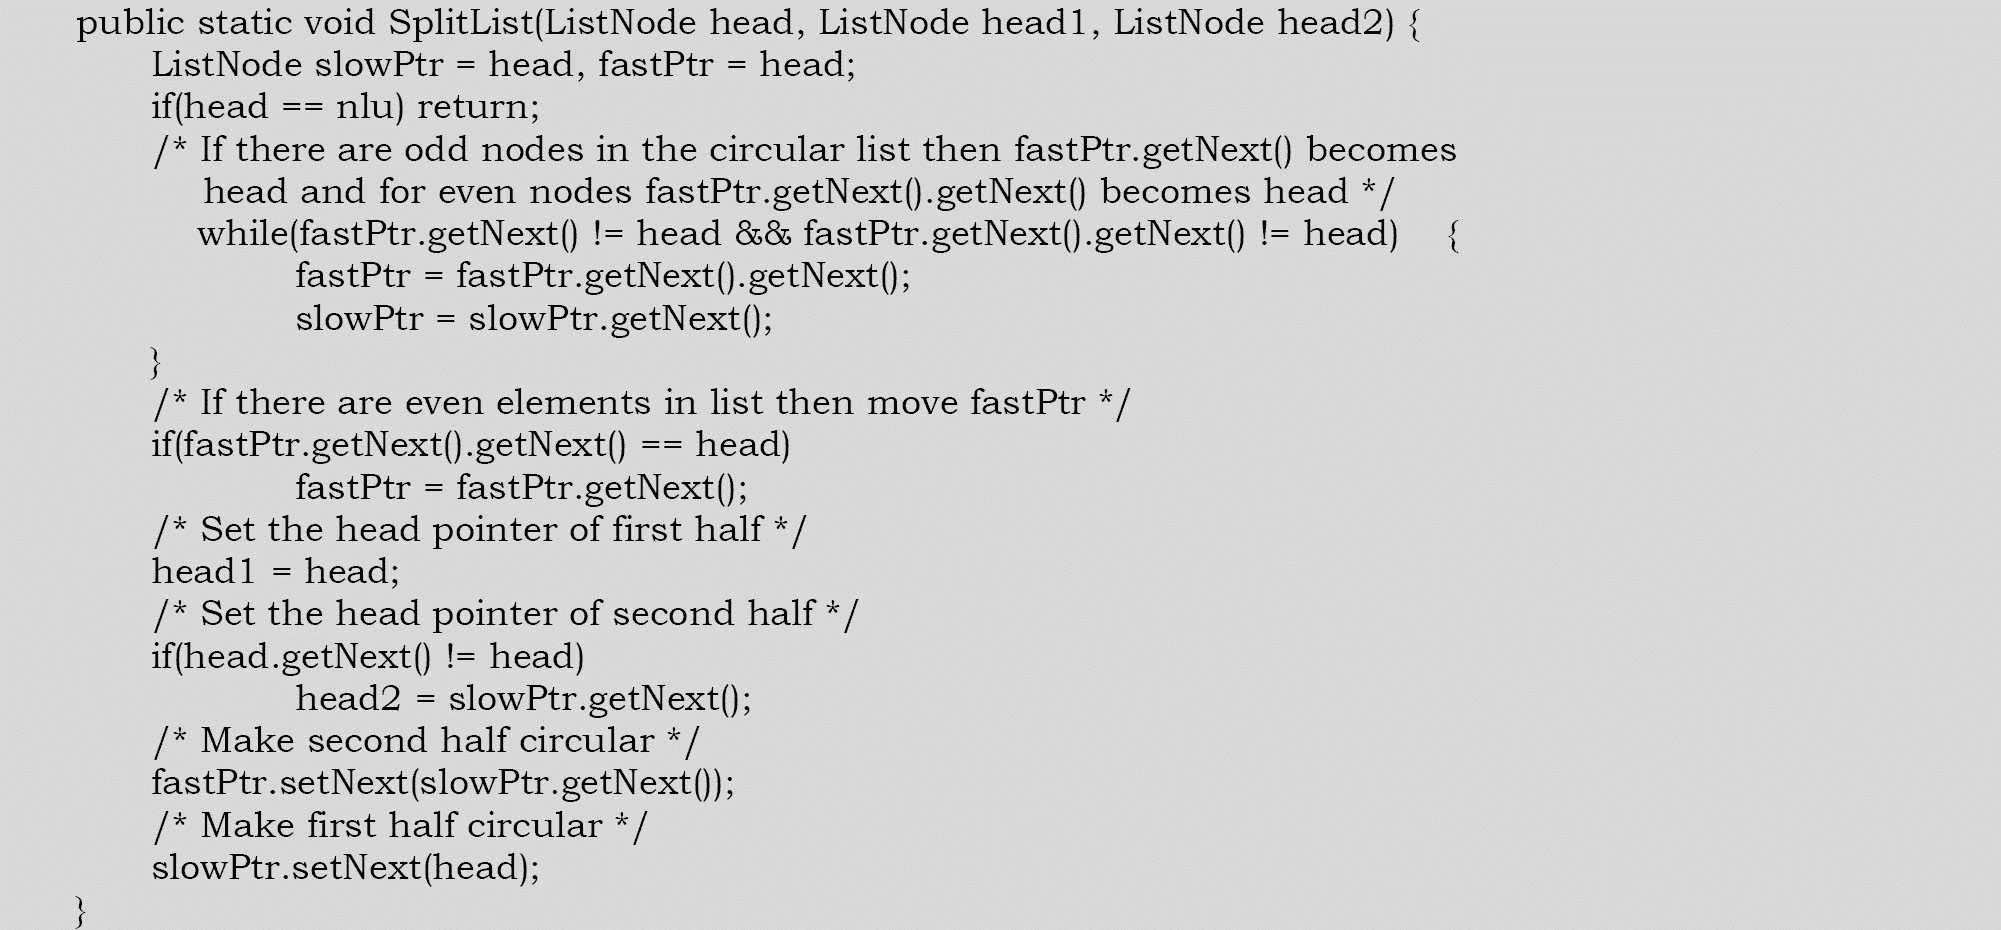 public static void SplitList(ListNode head, ListNode head1, ListNode head2) {
ListNode slowPtr = head, fastPtr = head;
if(head == nlu) return;
/* If there are odd nodes in the circular list then fastPtr.getNext() becomes
head and for even nodes fastPtr.getNext().getNext() becomes head */
while(fastPtr.getNext() != head && fastPtr.getNext().getNext() != head) {
fastPtr = fastPtr.getNext().getNext();
slowPtr = slowPtr.getNext();
}
/* If there are even elements in list then move fastPtr */
if(fastPtr.getNext().getNext() == head)
fastPtr = fastPtr.getNext();
/* Set the head pointer of first half */
head1 = head;
/* Set the head pointer of second half */
if(head.getNext() != head)
head2 = slowPtr.getNext();
/* Make second half circular */
fastPtr.setNext(slowPtr.getNext());
/* Make first half circular */
slowPtr.setNext(head);
}